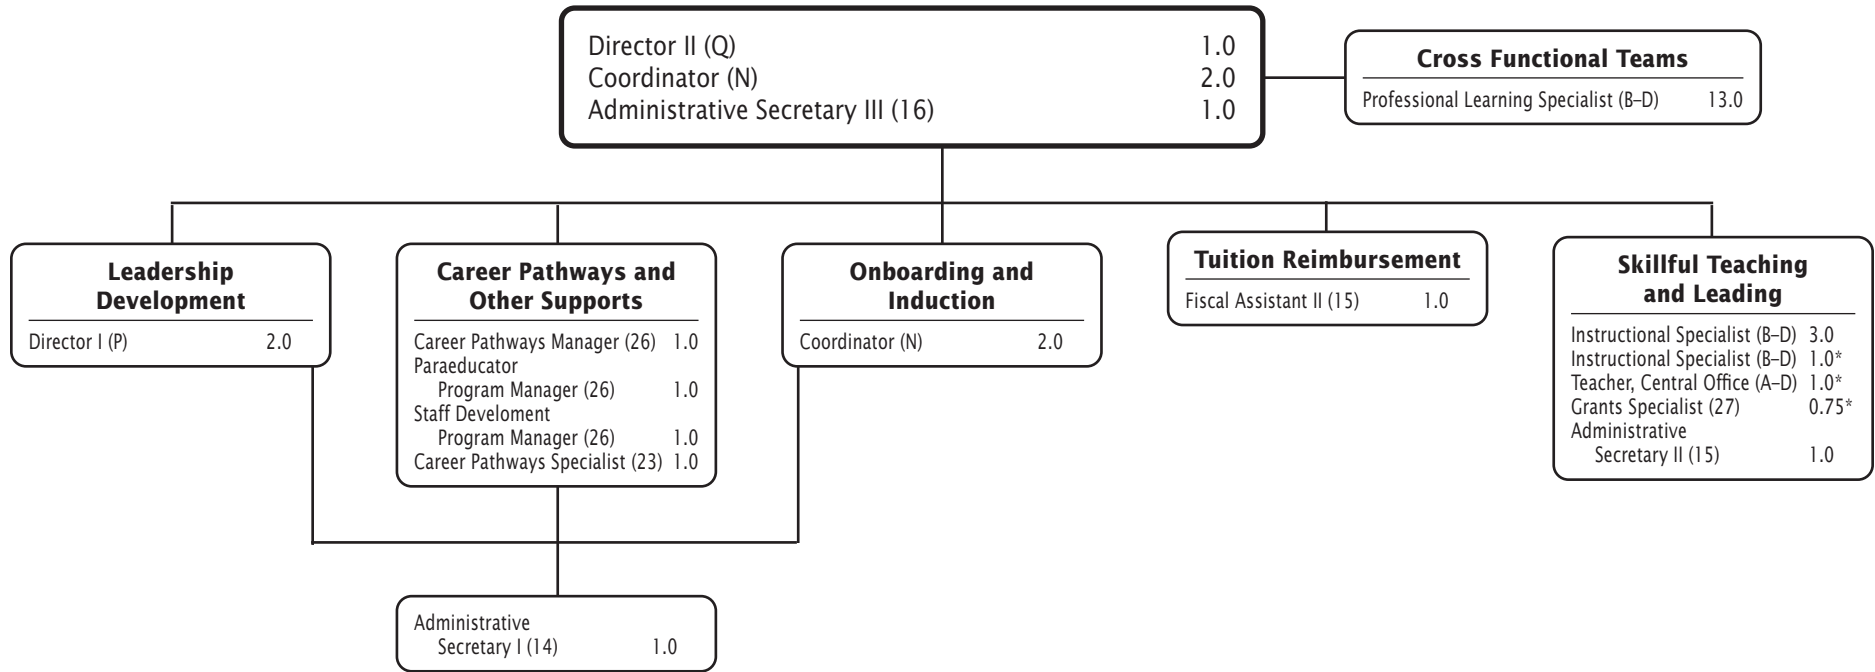 Director II (Q) 1.0
Coordinator (N) 2.0
Administrative Secretary III (16) 1.0
Cross Functional Teams
Professional Learning Specialist (B–D) 13.0
Leadership
Development
Director I (P) 2.0
Career Pathways and
Other Supports
Career Pathways Manager (26) 1.0
Paraeducator
Program Manager (26) 1.0
Staff Develoment
Program Manager (26) 1.0
Career Pathways Specialist (23) 1.0
Onboarding and
Induction
Coordinator (N) 2.0
Tuition Reimbursement
Fiscal Assistant II (15) 1.0
Skillful Teaching
and Leading
Instructional Specialist (B–D) 3.0
Instructional Specialist (B–D) 1.0*
Teacher, Central Office (A–D) 1.0*
Grants Specialist (27) 0.75*
Administrative
Secretary II (15) 1.0
Administrative
Secretary I (14) 1.0